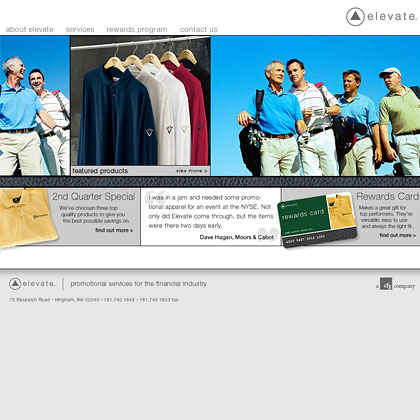 elevate.
about elevate services rewards program contact us
featured products view more >
2nd Quarter Special
We've choosen three top
quality products to give you
the best possible savings on.
find out more >
I was in a jam and needed some promo-
tional apparel for an event at the NYSE. Not
only did Elevate come through, but the items
were there two days early.
Dave Hagan, Moors & Cabot
rewards card
Rewards Card
Make a great gift for
top performers. They're
versatile, easy to use
and always the right fit.
find out more >
elevate. promotional services for the financial industry
a cfg company
75 Research Road • Hingham, MA 02043 • 781.740.1649 • 781.740.1653 fax